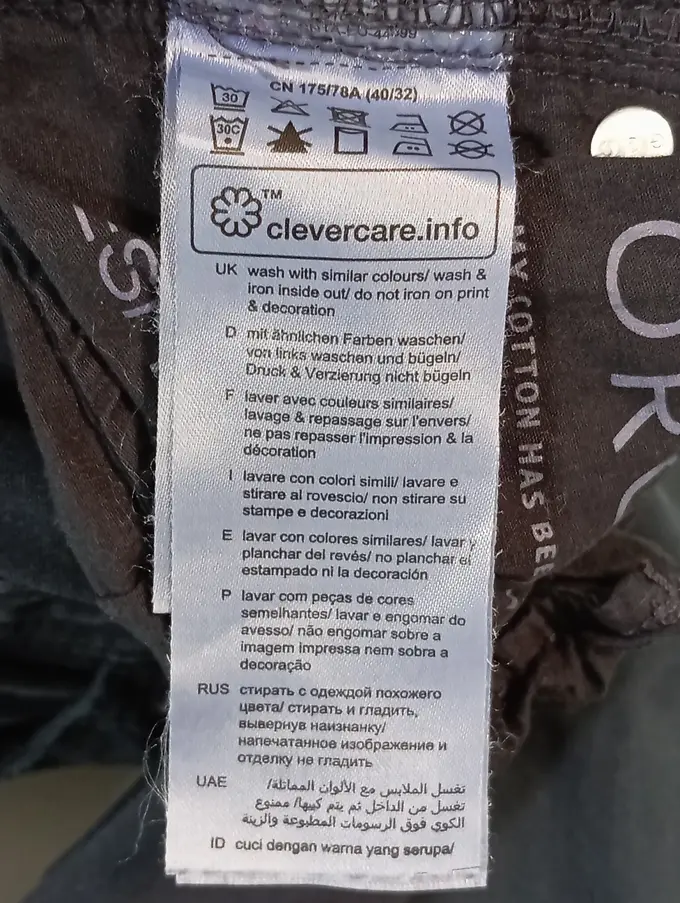 CN 175/78A (40/32)
30
30C
clevercare.info
TM
UK wash with similar colours/ wash &
iron inside out/ do not iron on print
& decoration
D mit ähnlichen Farben waschen/
von links waschen und bügeln/
Druck & Verzierung nicht bügeln
F laver avec couleurs similaires/
lavage & repassage sur l'envers/
ne pas repasser l'impression & la
décoration
I lavare con colori simili/ lavare e
stirare al rovescio/ non stirare su
stampe e decorazioni
E lavar con colores similares/ lavar y
planchar del revés/ no planchar el
estampado ni la decoración
P lavar com peças de cores
semelhantes/ lavar e engomar do
avesso/ não engomar sobre a
imagem impressa nem sobra a
decoração
RUS стирать с одеждой похожего
цвета/ стирать и гладить,
вывернув наизнанку/
напечатанное изображение и
отделку не гладить
UAE تغسل الملابس مع الألوان المماثلة/
تغسل من الداخل ثم يتم كيها/ ممنوع
الكوي فوق الرسومات المطبوعة والزينة
ID cuci dengan warna yang serupa/
MY COTTON HAS BEE
OR